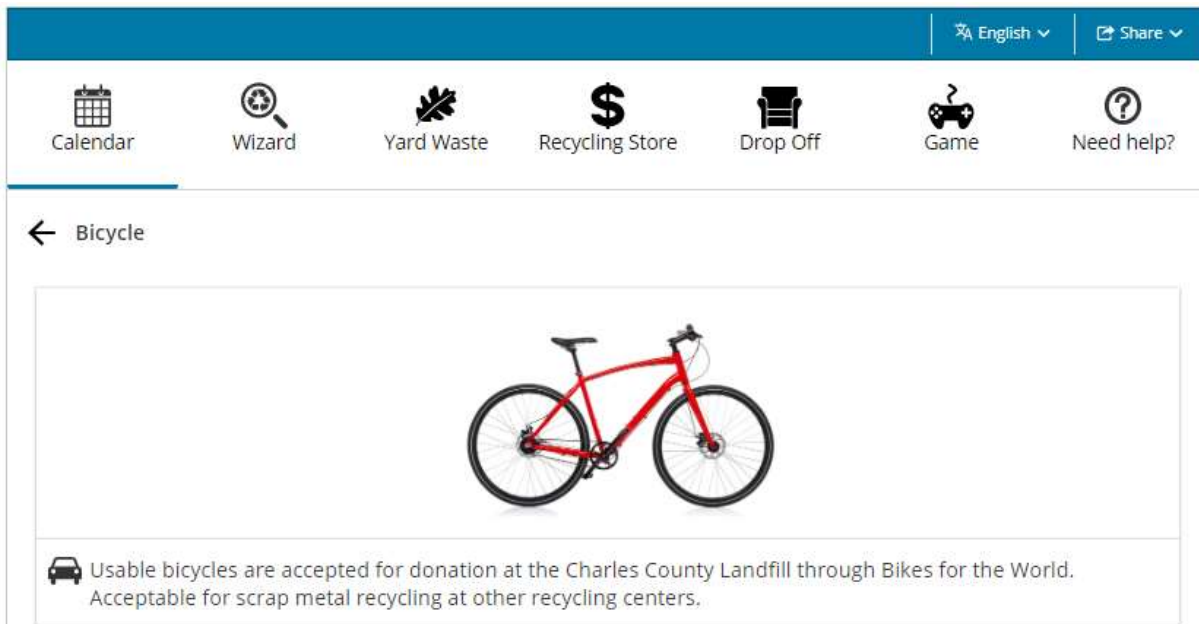 English
Share
Calendar
Wizard
Yard Waste
Recycling Store
Drop Off
Game
Need help?
Bicycle
Usable bicycles are accepted for donation at the Charles County Landfill through Bikes for the World.
Acceptable for scrap metal recycling at other recycling centers.